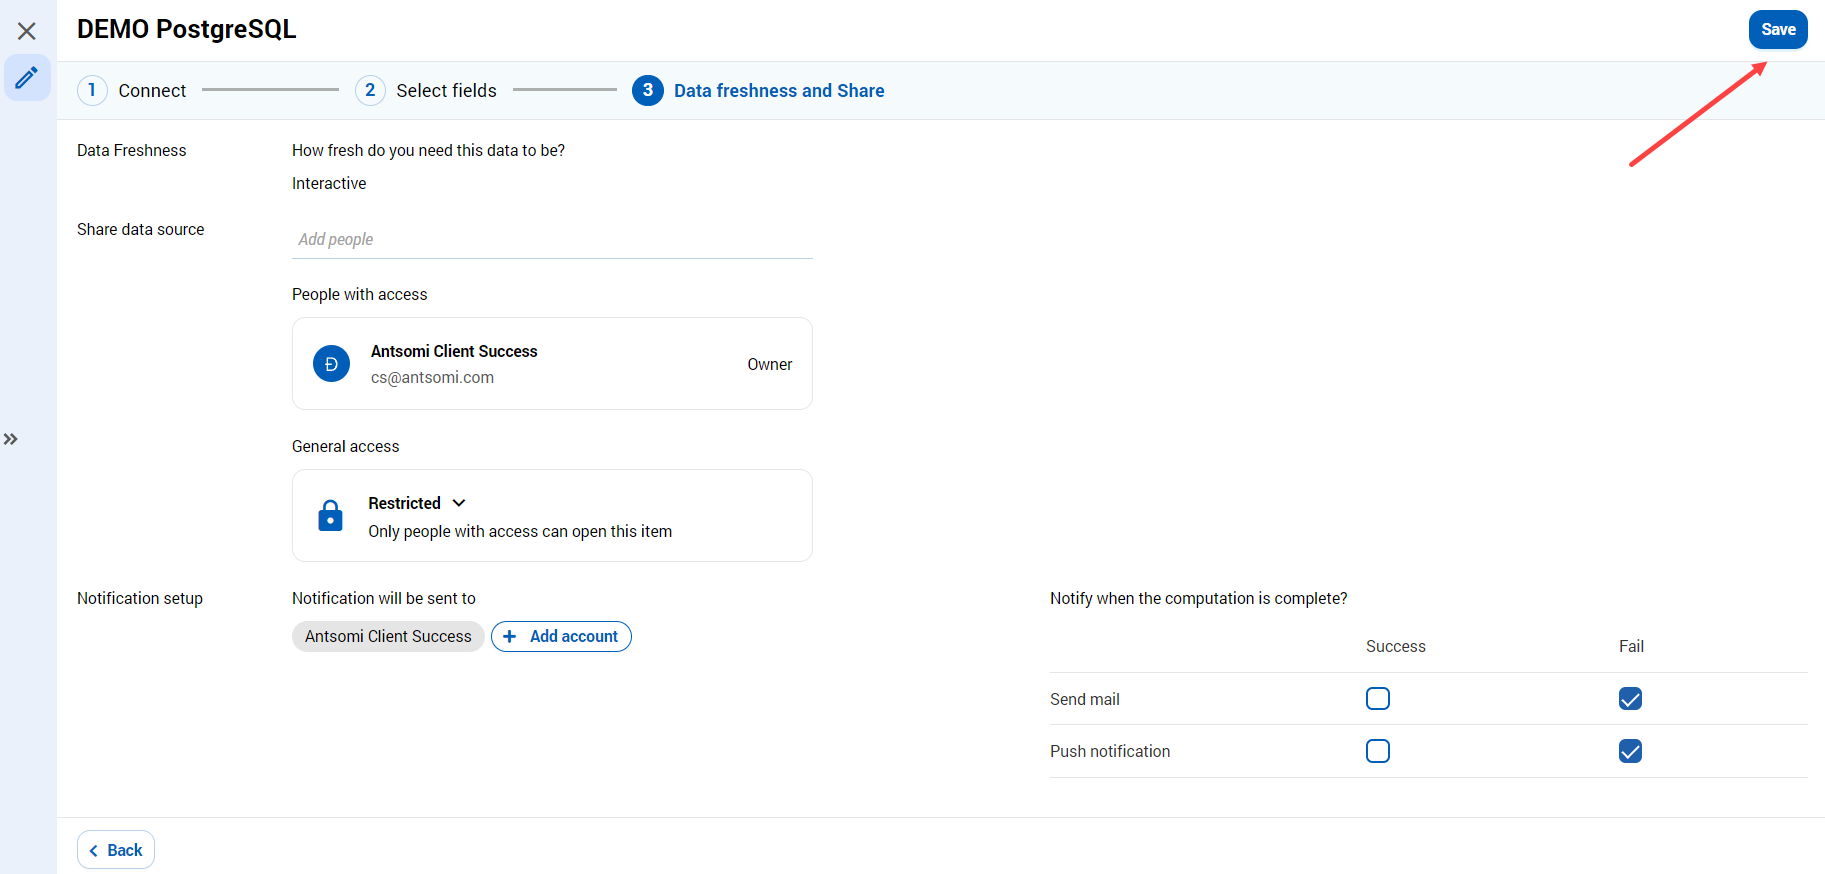 DEMO PostgreSQL
Save
1 Connect
2 Select fields
3 Data freshness and Share
Data Freshness
How fresh do you need this data to be?
Interactive
Share data source
Add people
People with access
Đ
Antsomi Client Success
cs@antsomi.com
Owner
General access
Restricted
Only people with access can open this item
Notification setup
Notification will be sent to
Antsomi Client Success
+ Add account
Notify when the computation is complete?
Success Fail
Send mail
Push notification
Back